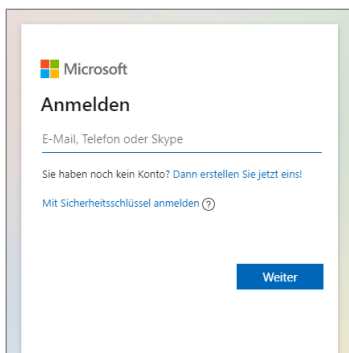 Microsoft
Anmelden
E-Mail, Telefon oder Skype
Sie haben noch kein Konto? Dann erstellen Sie jetzt eins!
Mit Sicherheitsschlüssel anmelden ?
Weiter